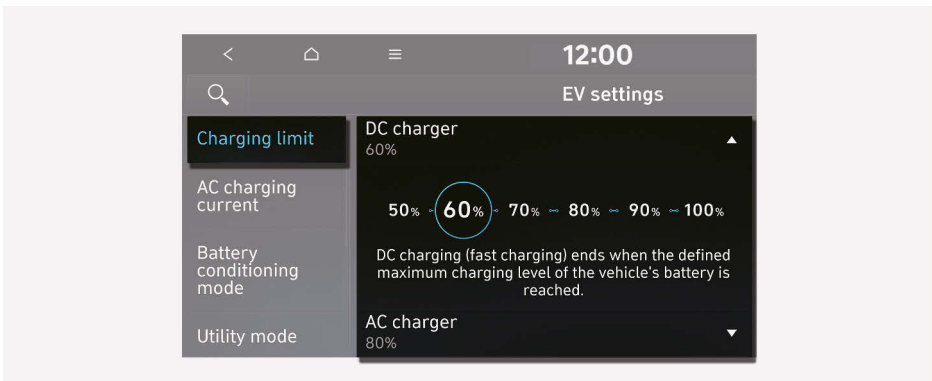 12:00
EV settings
Charging limit
AC charging
current
Battery
conditioning
mode
Utility mode
DC charger
60%
50% 60% 70% 80% 90% 100%
DC charging (fast charging) ends when the defined
maximum charging level of the vehicle's battery is
reached.
AC charger
80%